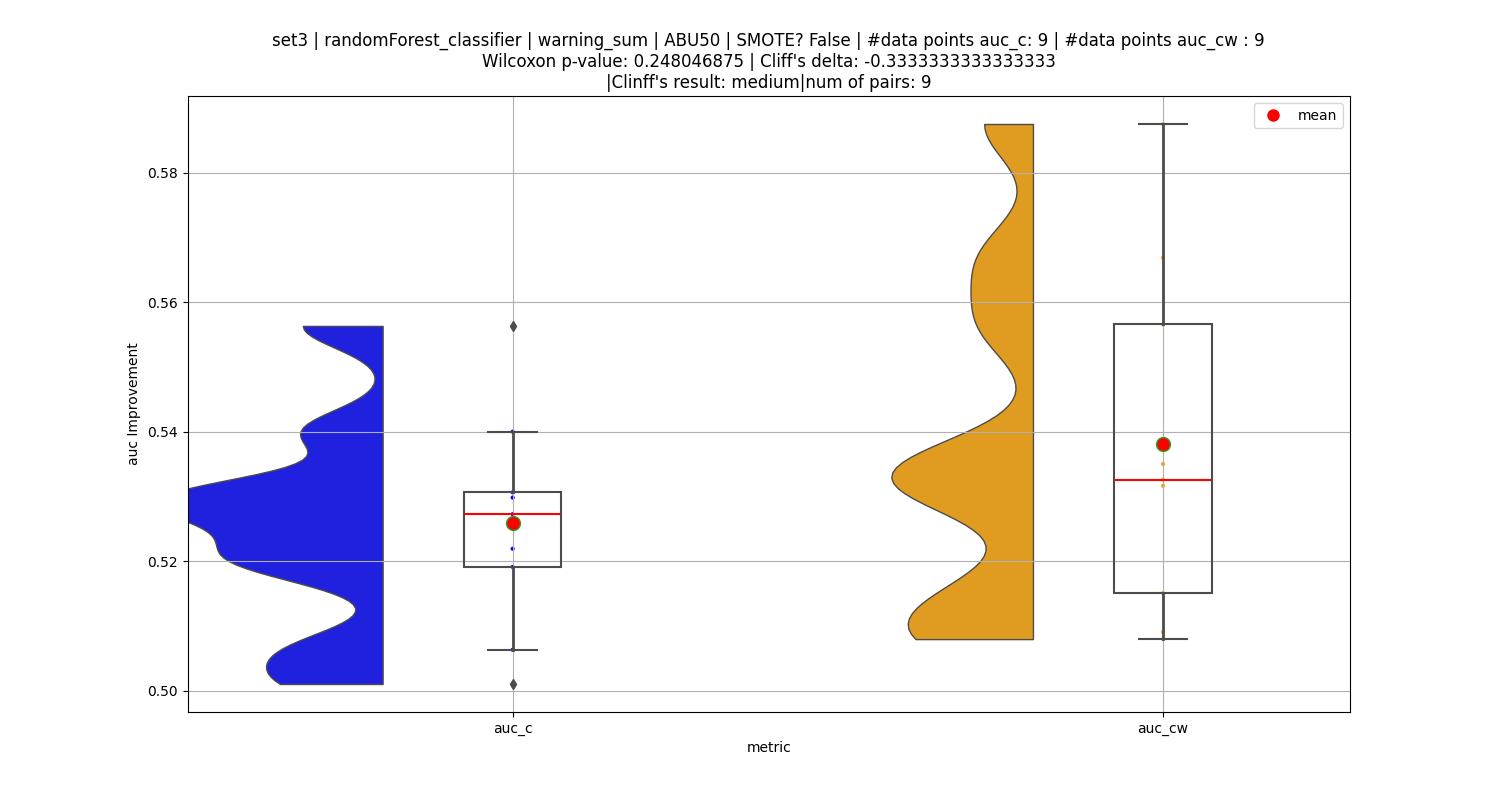 set3 | randomForest_classifier | warning_sum | ABU50 | SMOTE? False | #data points auc_c: 9 | #data points auc_cw : 9
Wilcoxon p-value: 0.248046875 | Cliff's delta: -0.3333333333333333
|Clinff's result: medium|num of pairs: 9
mean
0.58
0.56
0.54
0.52
0.50
auc Improvement
auc_c
auc_cw
metric